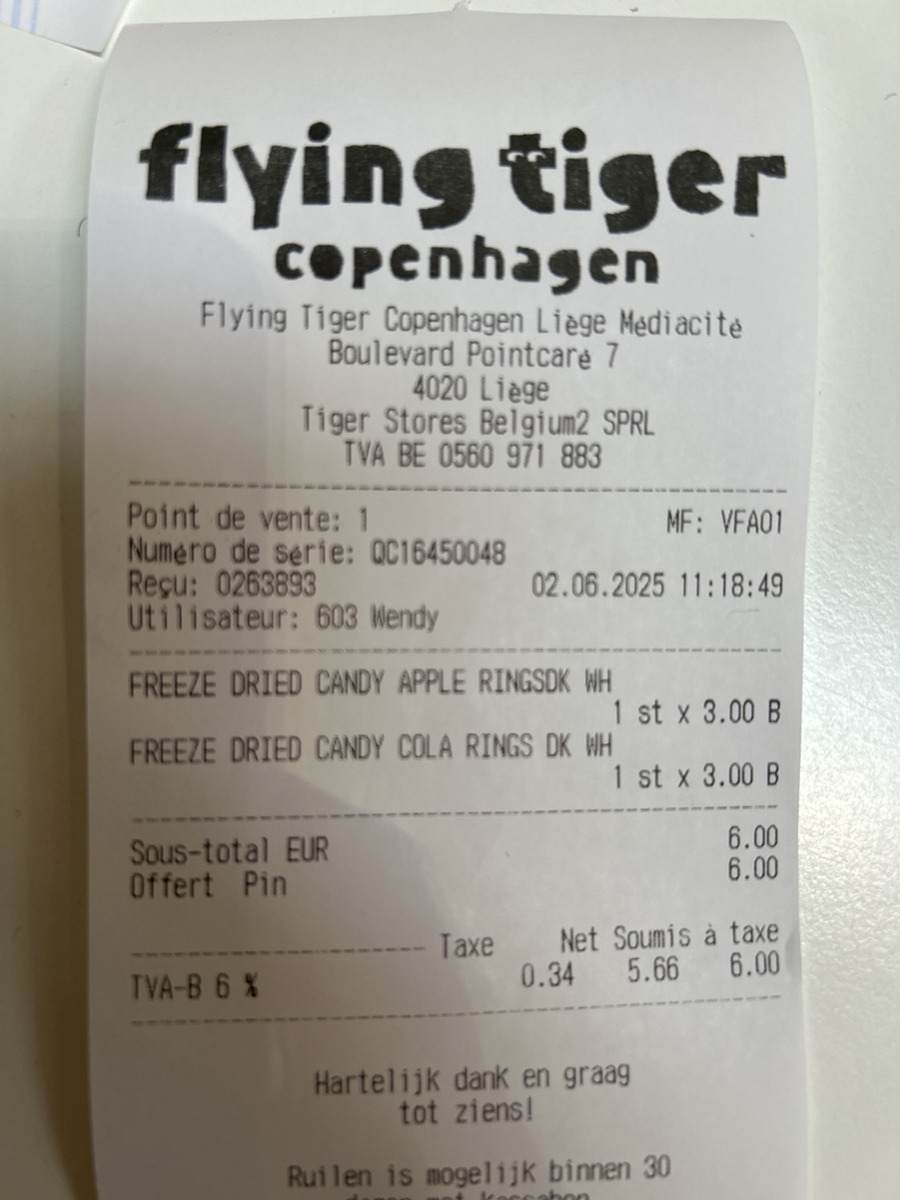 flying tiger
copenhagen
Flying Tiger Copenhagen Liège Médiacité
Boulevard Pointcaré 7
4020 Liège
Tiger Stores Belgium2 SPRL
TVA BE 0560 971 883
Point de vente: 1 MF: VFA01
Numéro de série: QC16450048
Reçu: 0263893 02.06.2025 11:18:49
Utilisateur: 603 Wendy
FREEZE DRIED CANDY APPLE RINGSDK WH
1 st x 3.00 B
FREEZE DRIED CANDY COLA RINGS DK WH
1 st x 3.00 B
Sous-total EUR 6.00
Offert Pin 6.00
Taxe Net Soumis à taxe
TVA-B 6 % 0.34 5.66 6.00
Hartelijk dank en graag
tot ziens!
Ruilen is mogelijk binnen 30